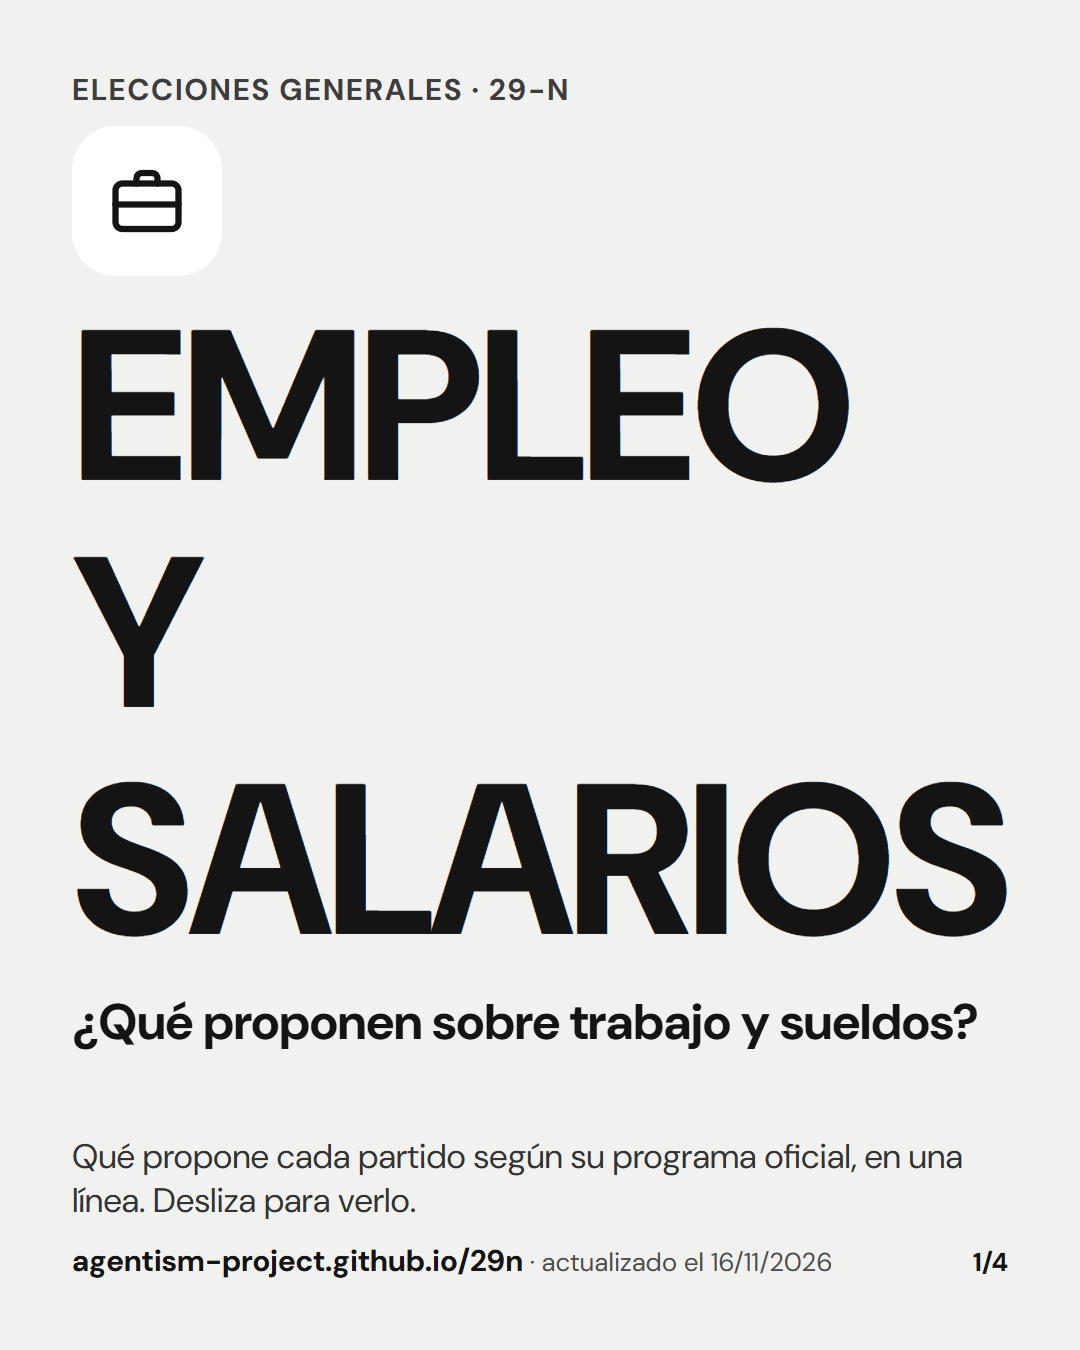 ELECCIONES GENERALES · 29-N
EMPLEO
Y
SALARIOS
¿Qué proponen sobre trabajo y sueldos?
Qué propone cada partido según su programa oficial, en una
línea. Desliza para verlo.
agentism-project.github.io/29n · actualizado el 16/11/2026
1/4